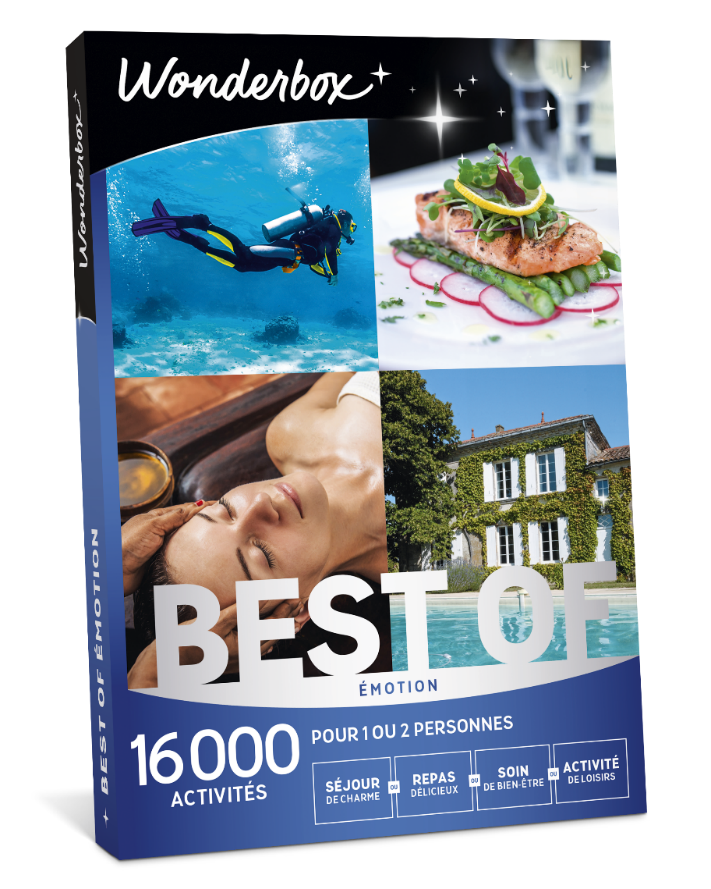 Wonderbox
Wonderbox
BEST OF ÉMOTION
BEST OF
ÉMOTION
16 000
ACTIVITÉS
POUR 1 OU 2 PERSONNES
SÉJOUR
DE CHARME
OU
REPAS
DÉLICIEUX
OU
SOIN
DE BIEN-ÊTRE
OU
ACTIVITÉ
DE LOISIRS